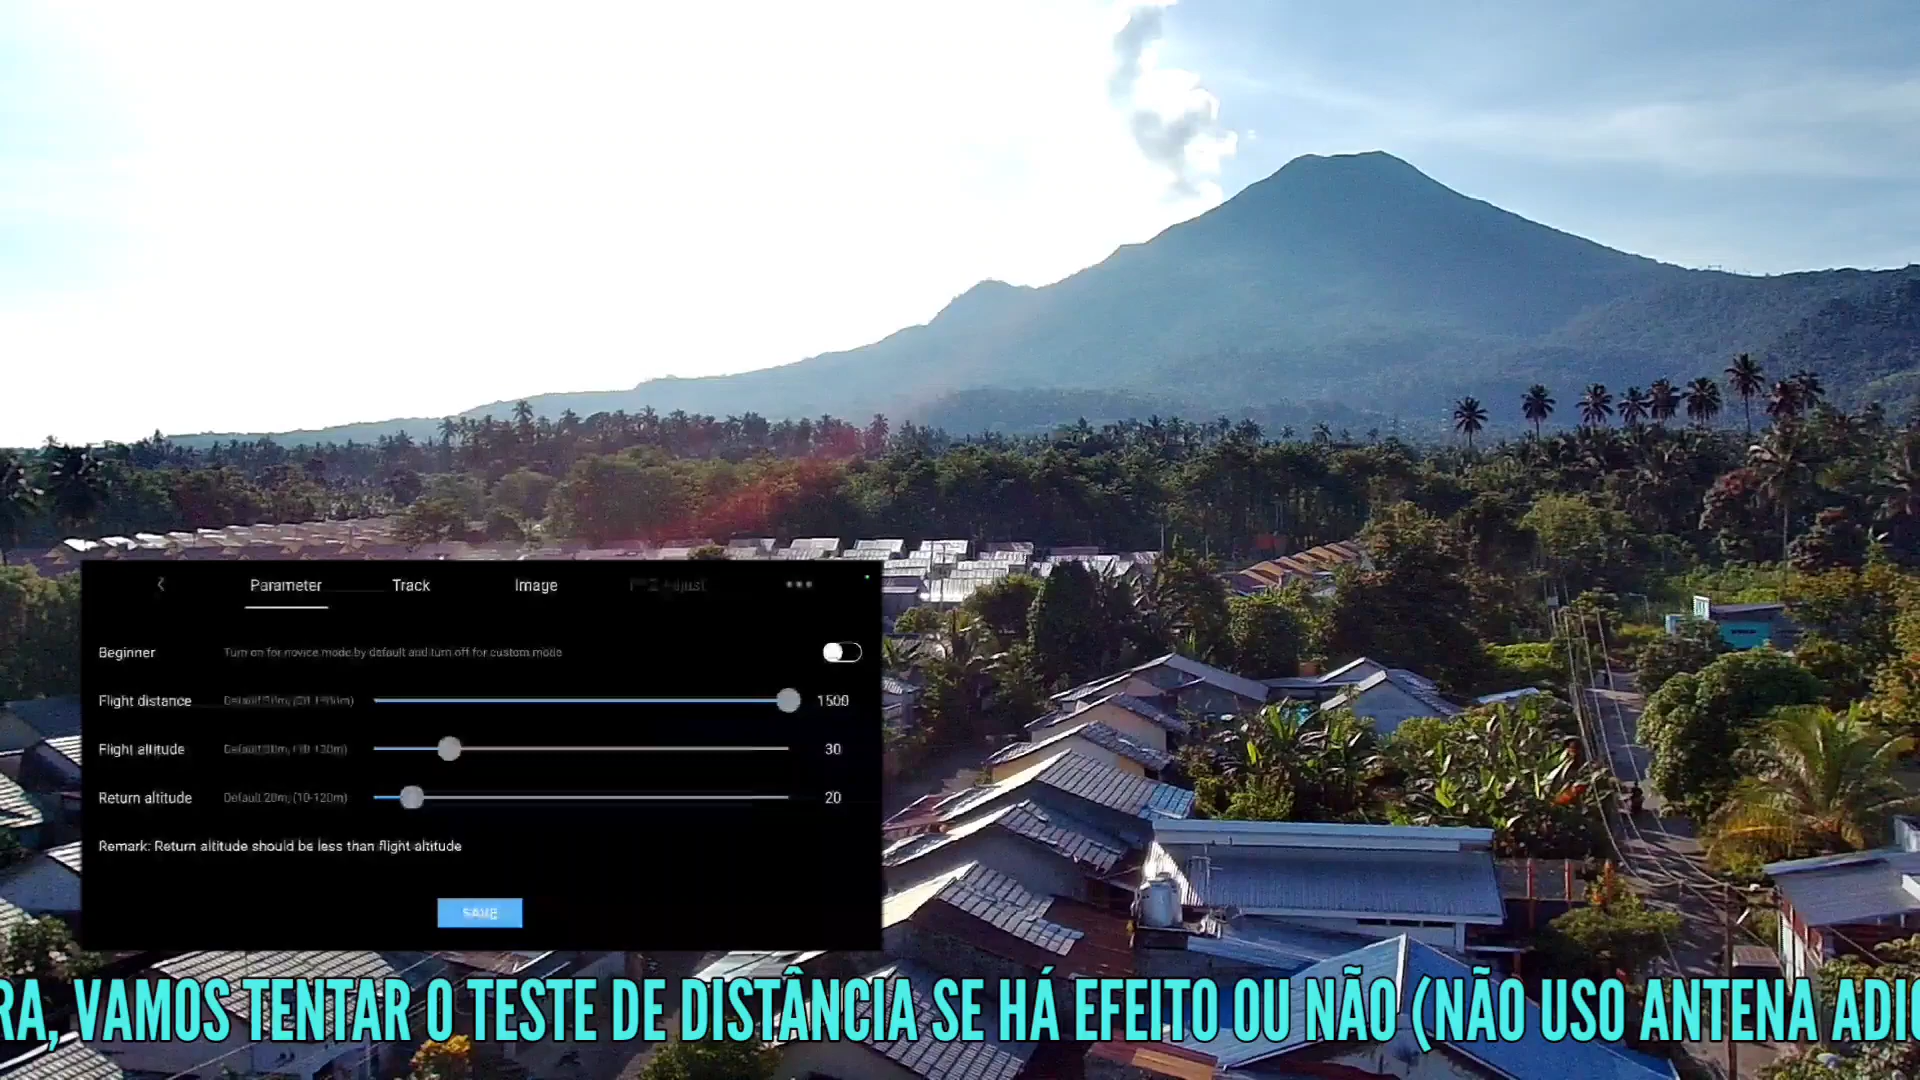 Parameter Track Image
Beginner Turn on for novice mode by default and turn off for custom mode
Flight distance 1500
Flight altitude 30
Return altitude Default:20m, (10-120m) 20
Remark: Return altitude should be less than flight altitude
SAVE
RA, VAMOS TENTAR O TESTE DE DISTÂNCIA SE HÁ EFEITO OU NÃO (NÃO USO ANTENA ADIC